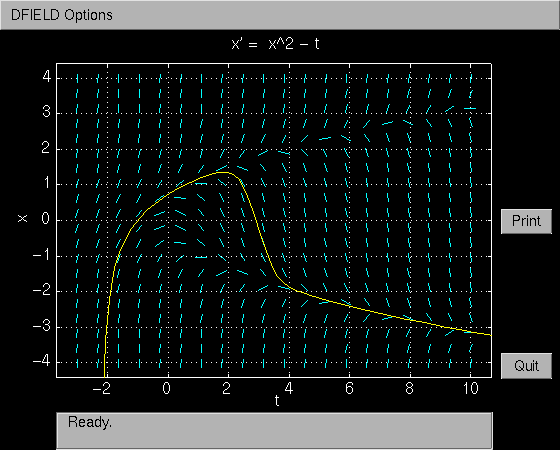 DFIELD Options
x' = x^2 − t
4
3
2
1
0
−1
−2
−3
−4
x
−2 0 2 4 6 8 10
t
Print
Quit
Ready.